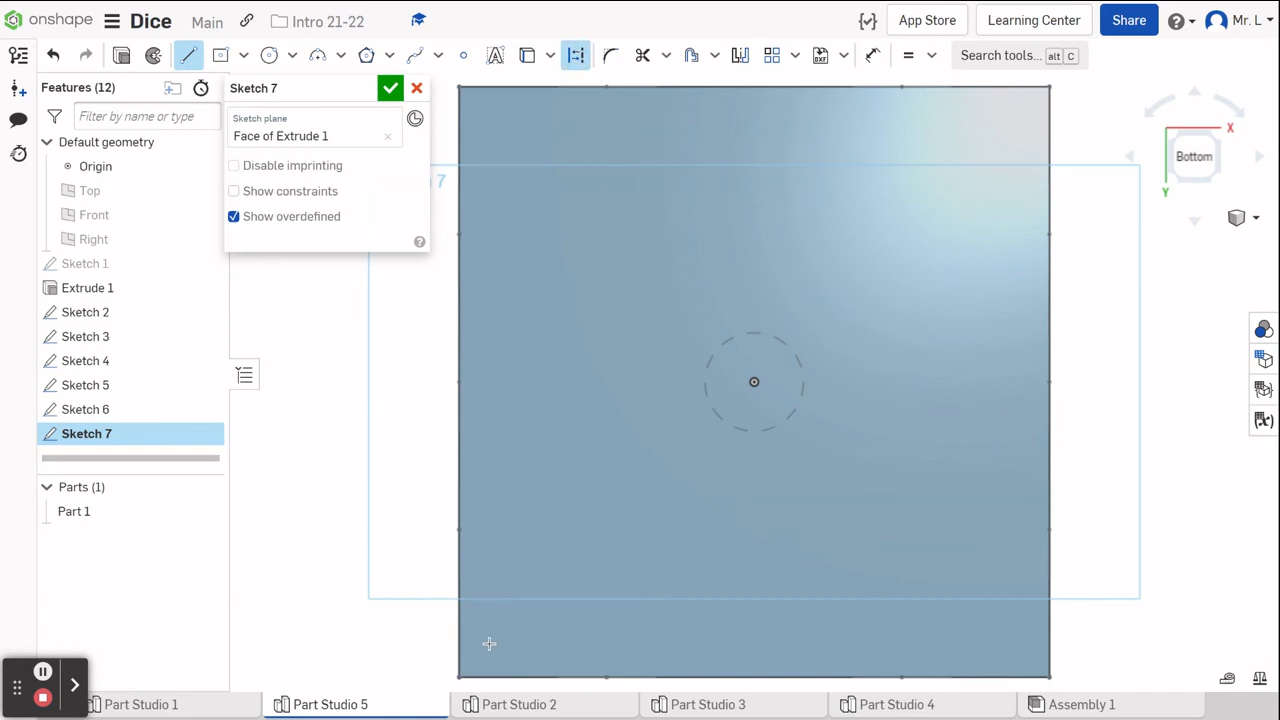 onshape Dice Main Intro 21-22 App Store Learning Center Share Mr. L
Search tools... alt C
Features (12)
Filter by name or type
Default geometry
Origin
Top
Front
Right
Sketch 1
Extrude 1
Sketch 2
Sketch 3
Sketch 4
Sketch 5
Sketch 6
Sketch 7
Parts (1)
Part 1
Sketch 7
Sketch plane
Face of Extrude 1
Disable imprinting
Show constraints
Show overdefined
7
X
Bottom
Y
Part Studio 1 Part Studio 5 Part Studio 2 Part Studio 3 Part Studio 4 Assembly 1